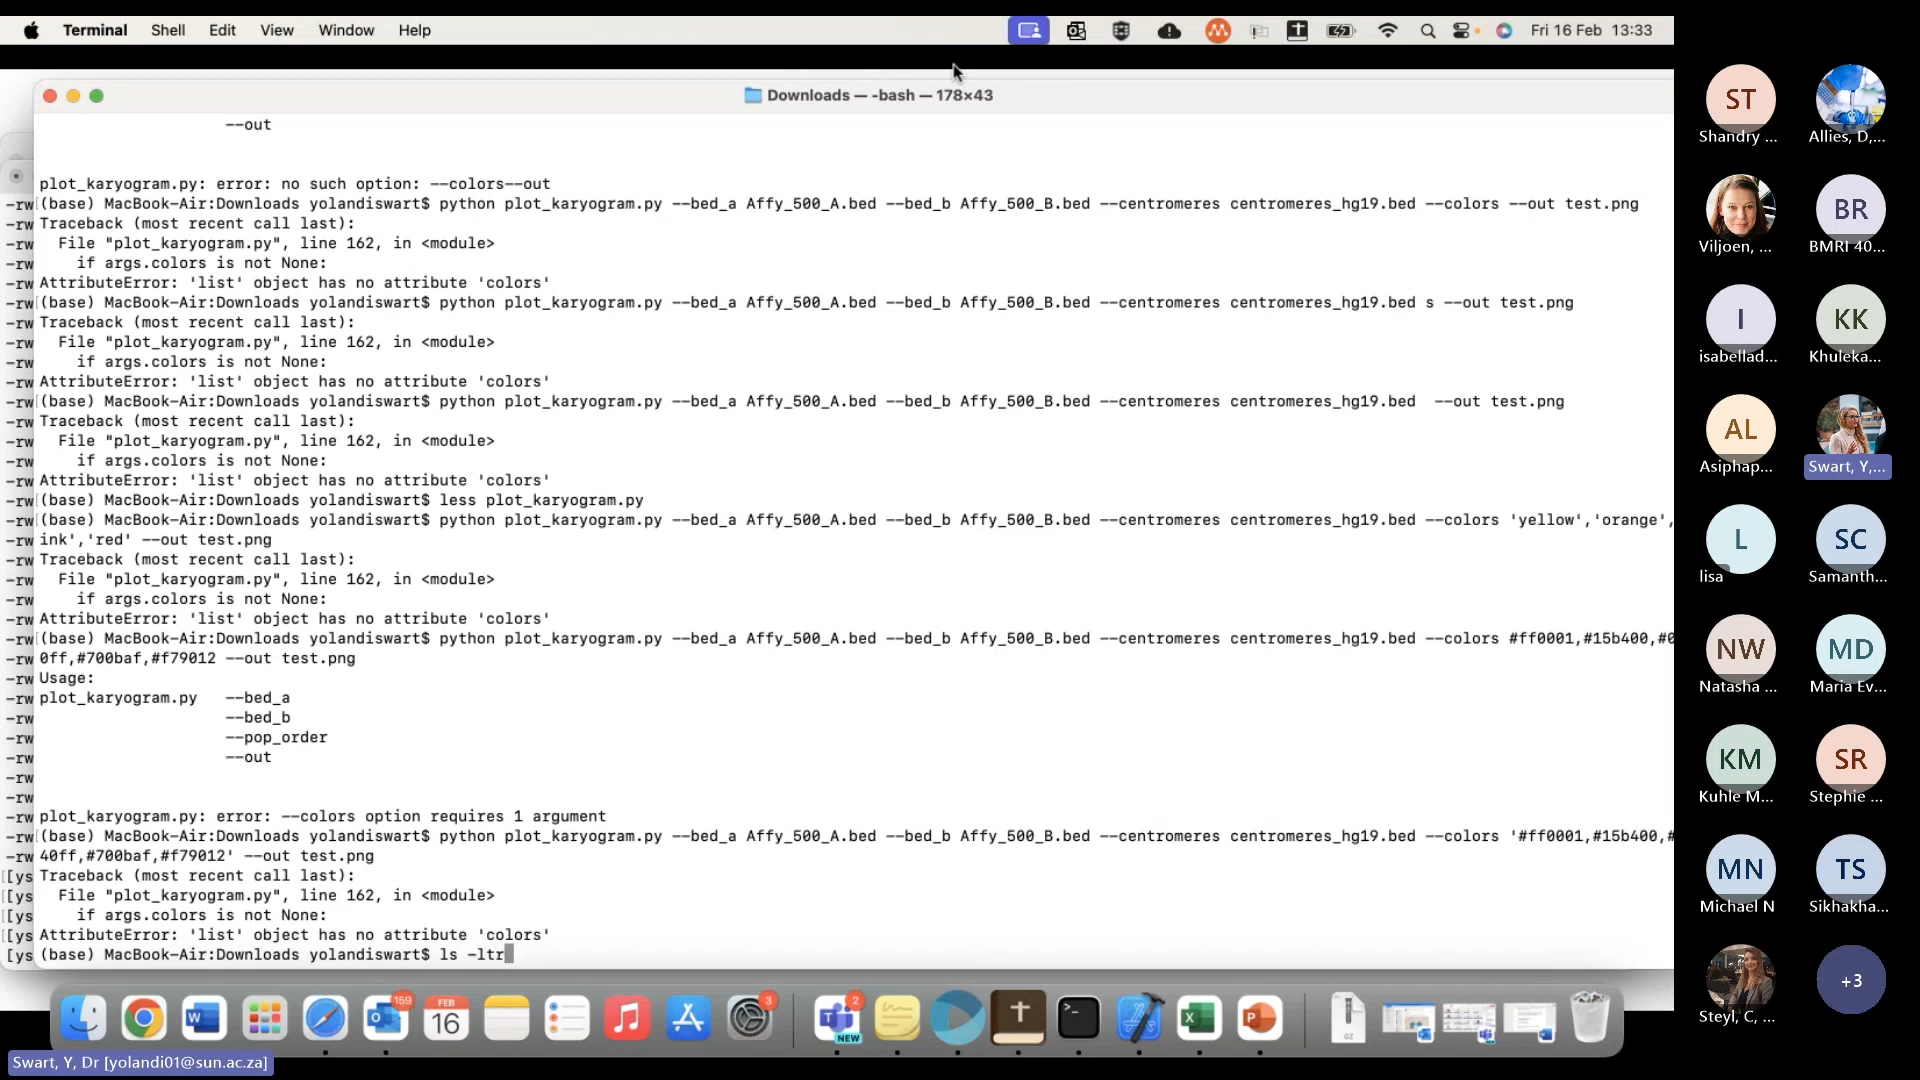 Terminal Shell Edit View Window Help Fri 16 Feb 13:33
Downloads — -bash — 178×43
--out
plot_karyogram.py: error: no such option: --colors--out
(base) MacBook-Air:Downloads yolandiswart$ python plot_karyogram.py --bed_a Affy_500_A.bed --bed_b Affy_500_B.bed --centromeres centromeres_hg19.bed --colors --out test.png
Traceback (most recent call last):
File "plot_karyogram.py", line 162, in <module>
if args.colors is not None:
AttributeError: 'list' object has no attribute 'colors'
(base) MacBook-Air:Downloads yolandiswart$ python plot_karyogram.py --bed_a Affy_500_A.bed --bed_b Affy_500_B.bed --centromeres centromeres_hg19.bed s --out test.png
Traceback (most recent call last):
File "plot_karyogram.py", line 162, in <module>
if args.colors is not None:
AttributeError: 'list' object has no attribute 'colors'
(base) MacBook-Air:Downloads yolandiswart$ python plot_karyogram.py --bed_a Affy_500_A.bed --bed_b Affy_500_B.bed --centromeres centromeres_hg19.bed  --out test.png
Traceback (most recent call last):
File "plot_karyogram.py", line 162, in <module>
if args.colors is not None:
AttributeError: 'list' object has no attribute 'colors'
(base) MacBook-Air:Downloads yolandiswart$ less plot_karyogram.py
(base) MacBook-Air:Downloads yolandiswart$ python plot_karyogram.py --bed_a Affy_500_A.bed --bed_b Affy_500_B.bed --centromeres centromeres_hg19.bed --colors 'yellow','orange',
ink','red' --out test.png
Traceback (most recent call last):
File "plot_karyogram.py", line 162, in <module>
if args.colors is not None:
AttributeError: 'list' object has no attribute 'colors'
(base) MacBook-Air:Downloads yolandiswart$ python plot_karyogram.py --bed_a Affy_500_A.bed --bed_b Affy_500_B.bed --centromeres centromeres_hg19.bed --colors #ff0001,#15b400,#0
0ff,#700baf,#f79012 --out test.png
Usage:
plot_karyogram.py --bed_a
--bed_b
--pop_order
--out
plot_karyogram.py: error: --colors option requires 1 argument
(base) MacBook-Air:Downloads yolandiswart$ python plot_karyogram.py --bed_a Affy_500_A.bed --bed_b Affy_500_B.bed --centromeres centromeres_hg19.bed --colors '#ff0001,#15b400,#
40ff,#700baf,#f79012' --out test.png
Traceback (most recent call last):
File "plot_karyogram.py", line 162, in <module>
if args.colors is not None:
AttributeError: 'list' object has no attribute 'colors'
(base) MacBook-Air:Downloads yolandiswart$ ls -ltr
ST
Shandry ...
Allies, D,...
Viljoen, ...
BR
BMRI 40...
I
isabellad...
KK
Khuleka...
AL
Asiphap...
Swart, Y,...
L
lisa
SC
Samanth...
NW
Natasha ...
MD
Maria Ev...
KM
Kuhle M...
SR
Stephie ...
MN
Michael N
TS
Sikhakha...
Steyl, C, ...
+3
159
FEB
16
3
2
NEW
Swart, Y, Dr [yolandi01@sun.ac.za]